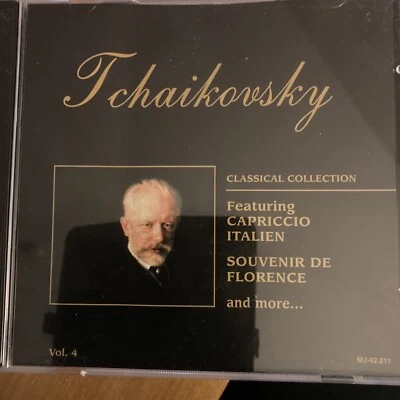 Tchaikovsky
CLASSICAL COLLECTION
Featuring
CAPRICCIO
ITALIEN
SOUVENIR DE
FLORENCE
and more...
Vol. 4
MJ-42.211